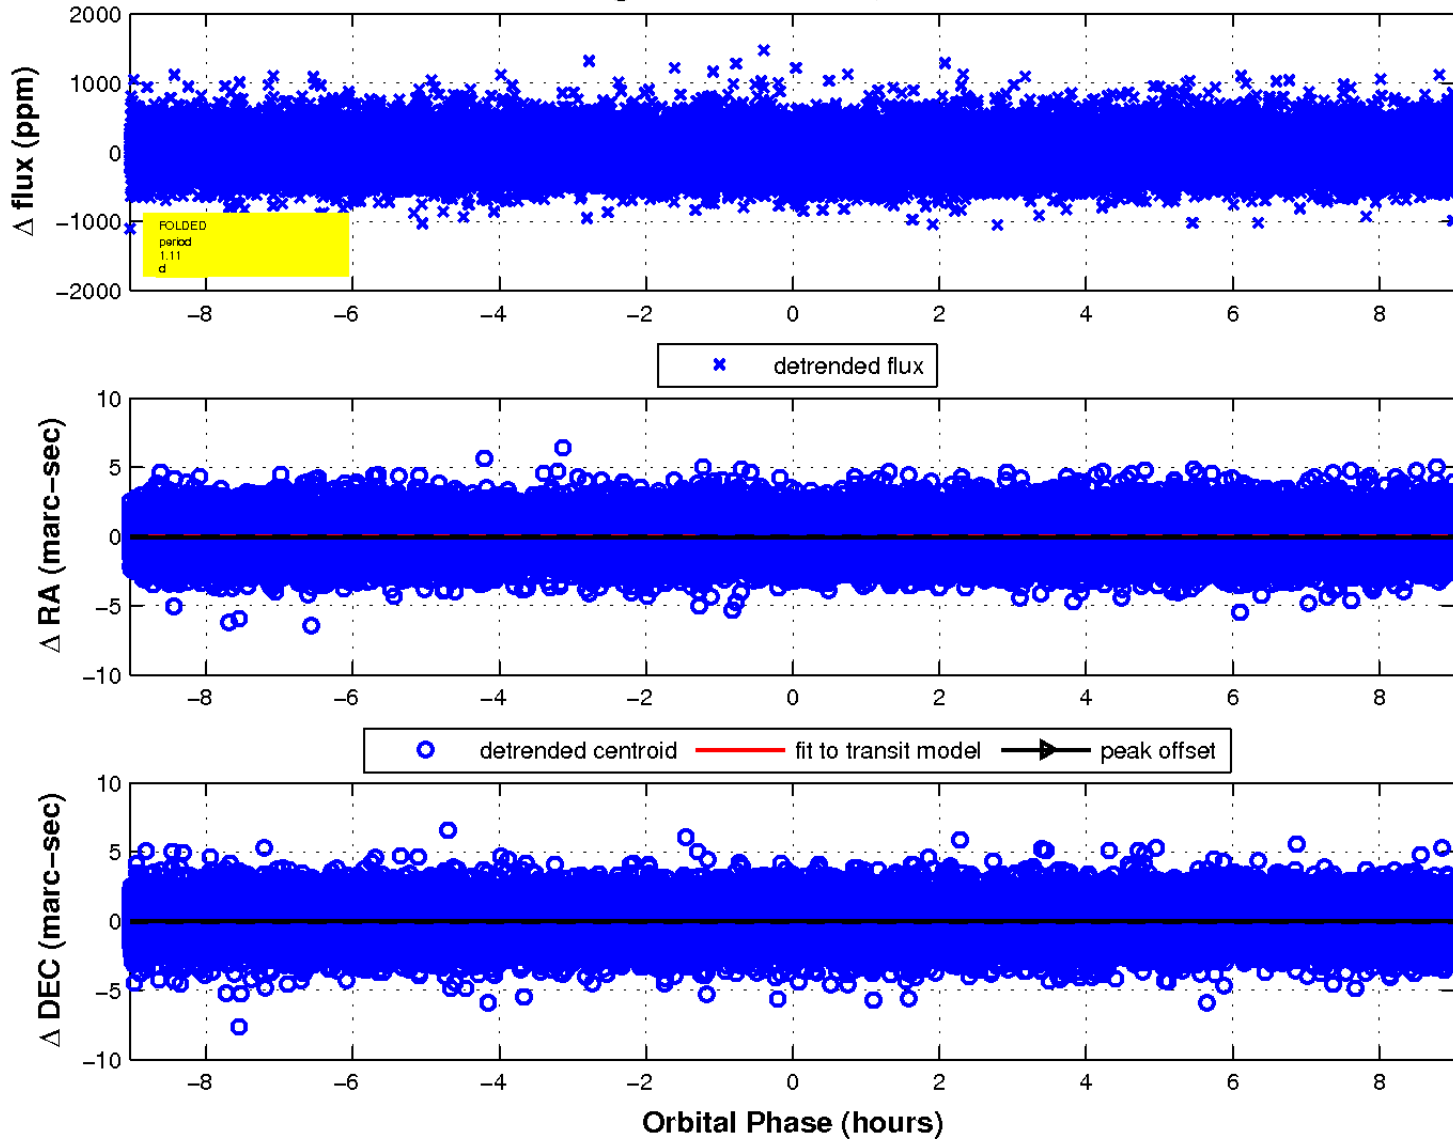 2000
1000
0
−1000
−2000
Δ flux (ppm)
FOLDED
period
1.11
d
−8 −6 −4 −2 0 2 4 6 8
detrended flux
10
5
0
−5
−10
Δ RA (marc−sec)
−8 −6 −4 −2 0 2 4 6 8
detrended centroid fit to transit model peak offset
10
5
0
−5
−10
Δ DEC (marc−sec)
−8 −6 −4 −2 0 2 4 6 8
Orbital Phase (hours)